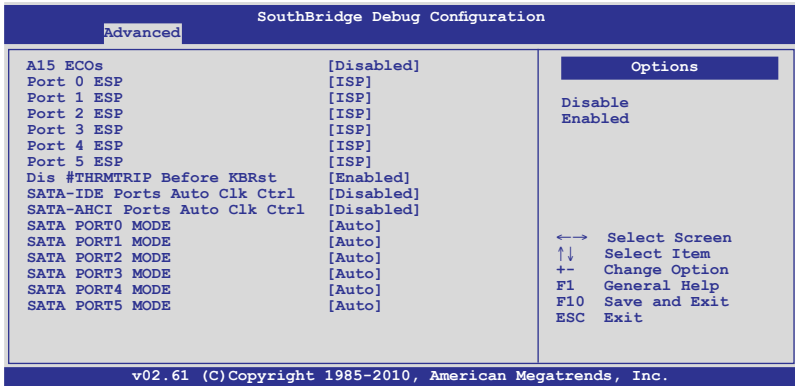 SouthBridge Debug Configuration
Advanced
A15 ECOs [Disabled]
Port 0 ESP [ISP]
Port 1 ESP [ISP]
Port 2 ESP [ISP]
Port 3 ESP [ISP]
Port 4 ESP [ISP]
Port 5 ESP [ISP]
Dis #THRMTRIP Before KBRst [Enabled]
SATA-IDE Ports Auto Clk Ctrl [Disabled]
SATA-AHCI Ports Auto Clk Ctrl [Disabled]
SATA PORT0 MODE [Auto]
SATA PORT1 MODE [Auto]
SATA PORT2 MODE [Auto]
SATA PORT3 MODE [Auto]
SATA PORT4 MODE [Auto]
SATA PORT5 MODE [Auto]
Options
Disable
Enabled
←→ Select Screen
↑↓ Select Item
+- Change Option
F1 General Help
F10 Save and Exit
ESC Exit
v02.61 (C)Copyright 1985-2010, American Megatrends, Inc.